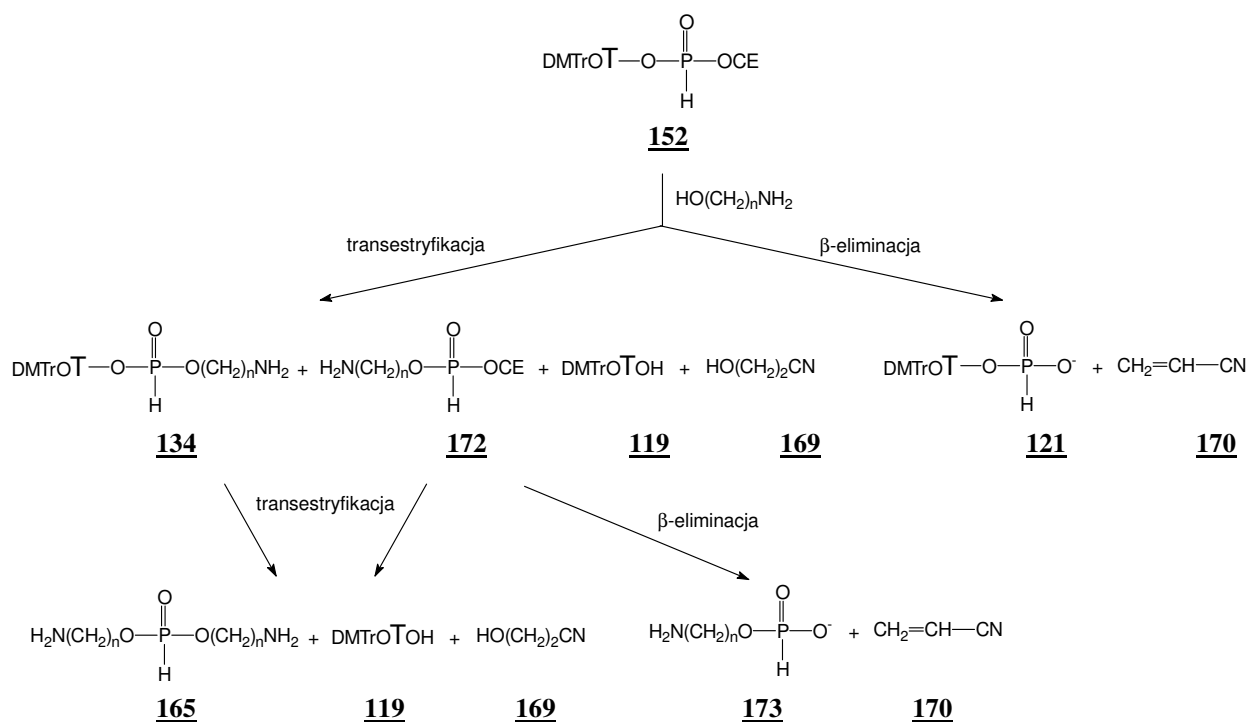 O
DMTrOT—O—P—OCE
H
152
HO(CH2)nNH2
transestryfikacja
β-eliminacja
O
DMTrOT—O—P—O(CH2)nNH2 + H2N(CH2)nO—P—OCE + DMTrOTOH + HO(CH2)2CN
H
134 172 119 169
O
DMTrOT—O—P—O- + CH2=CH—CN
H
121 170
transestryfikacja
β-eliminacja
O
H2N(CH2)nO—P—O(CH2)nNH2 + DMTrOTOH + HO(CH2)2CN
H
165 119 169
O
H2N(CH2)nO—P—O- + CH2=CH—CN
H
173 170